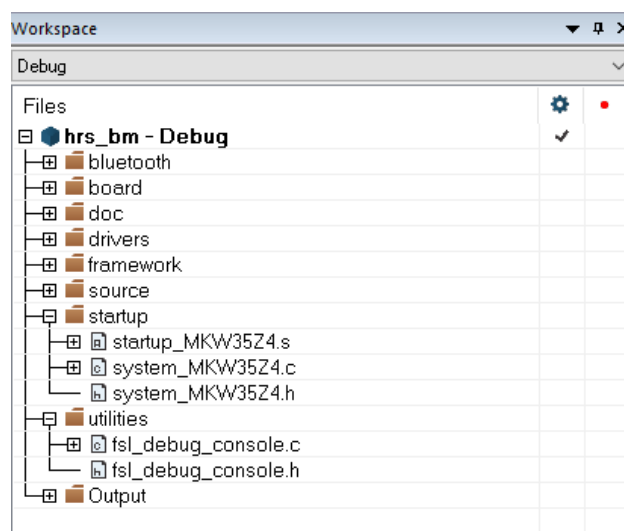 Workspace
Debug
Files
hrs_bm - Debug
bluetooth
board
doc
drivers
framework
source
startup
startup_MKW35Z4.s
system_MKW35Z4.c
system_MKW35Z4.h
utilities
fsl_debug_console.c
fsl_debug_console.h
Output